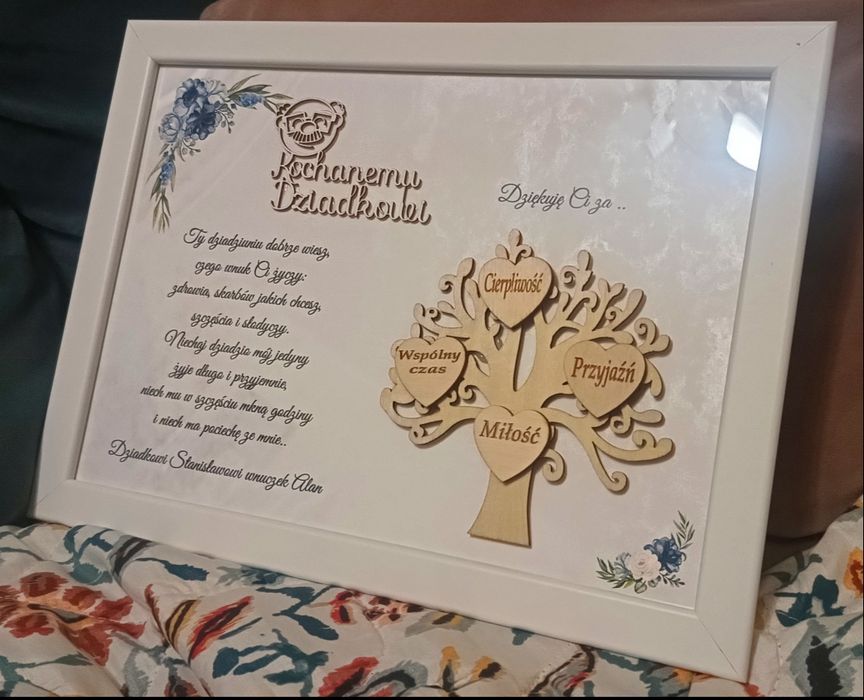 Kochanemu
Dziadkowi
Ty dziadziuniu dobrze wiesz,
czego wnuk Ci życzy:
zdrowia, skarbów jakich chcesz,
szczęścia i słodyczy.
Niechaj dziadzio mój jedyny
żyje długo i przyjemnie,
niech mu w szczęściu mkną godziny
i niech ma pociechę ze mnie..
Dziadkowi Stanisławowi wnuczek Alan
Dziękuję Ci za ..
Cierpliwość
Wspólny
czas
Przyjaźń
Miłość